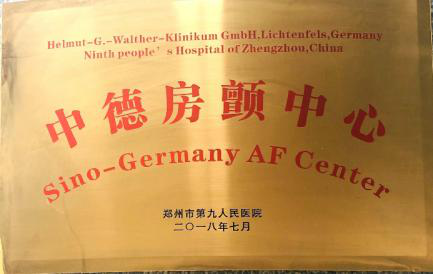 Helmut-G.-Walther-Klinikum GmbH,Lichtenfels,Germany
Ninth people's Hospital of Zhengzhou,China
中德房颤中心
Sino-Germany AF Center
郑州市第九人民医院
二〇一八年七月